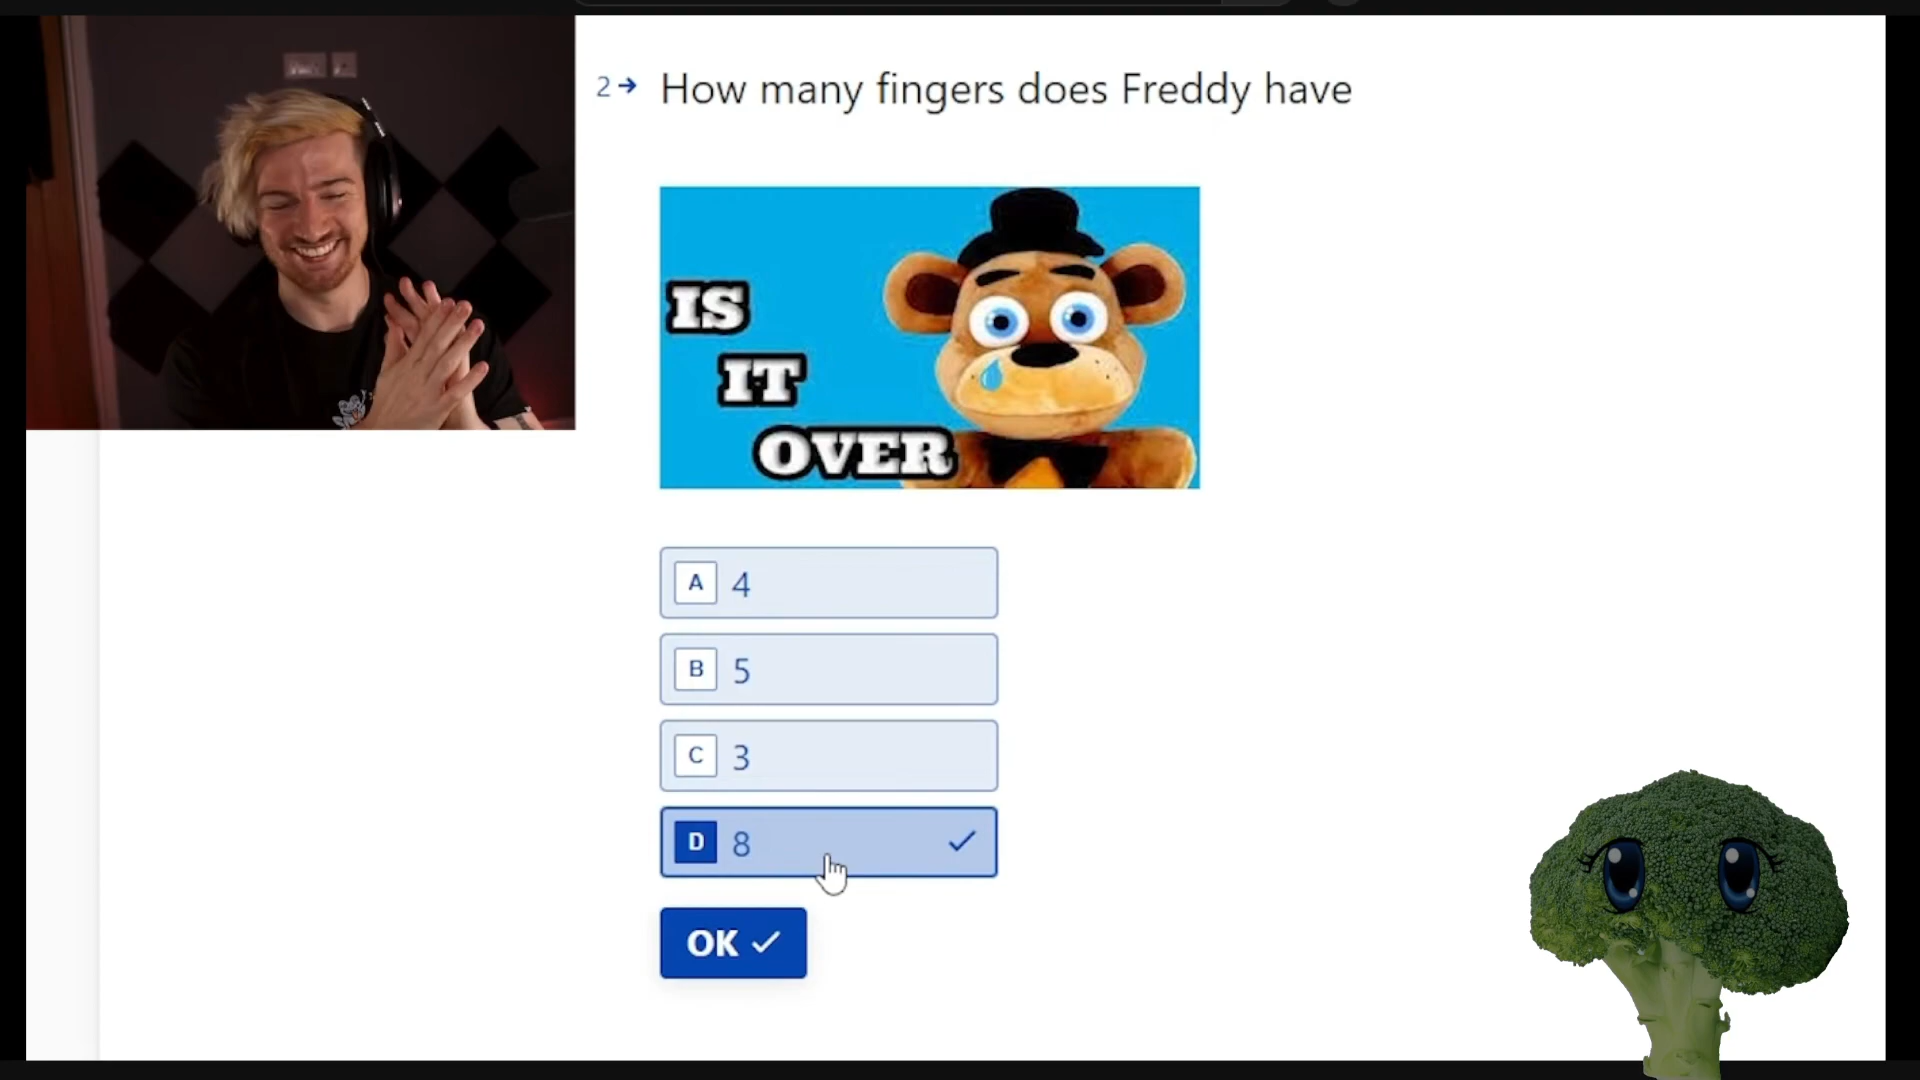 2 How many fingers does Freddy have
IS
IT
OVER
A 4
B 5
C 3
D 8
OK